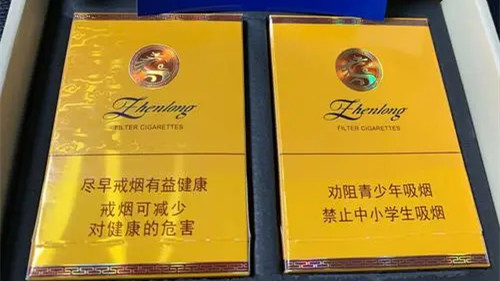 Zhenlong
FILTER CIGARETTES
尽早戒烟有益健康
戒烟可减少
对健康的危害
Zhenlong
FILTER CIGARETTES
劝阻青少年吸烟
禁止中小学生吸烟